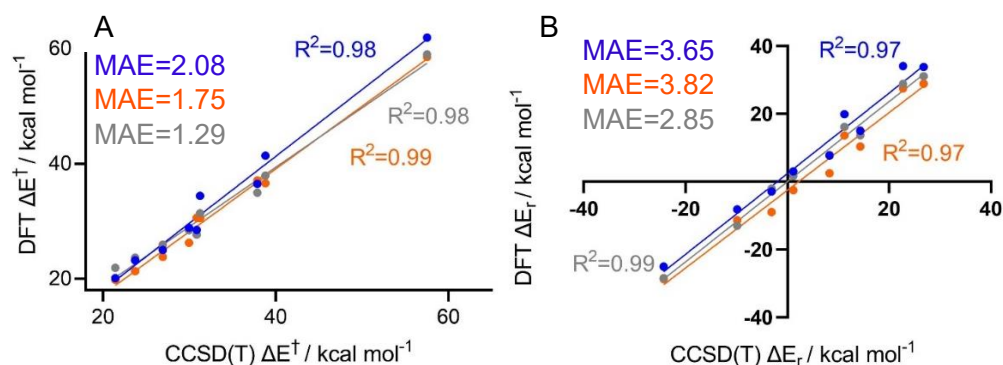 A
MAE=2.08
MAE=1.75
MAE=1.29
R²=0.98
R²=0.98
R²=0.99
60
40
20
20
40
60
DFT ΔE† / kcal mol⁻¹
CCSD(T) ΔE† / kcal mol⁻¹
B
MAE=3.65
MAE=3.82
MAE=2.85
R²=0.97
R²=0.97
R²=0.99
40
20
-20
-40
-40
-20
20
40
DFT ΔEᵣ / kcal mol⁻¹
CCSD(T) ΔEᵣ / kcal mol⁻¹